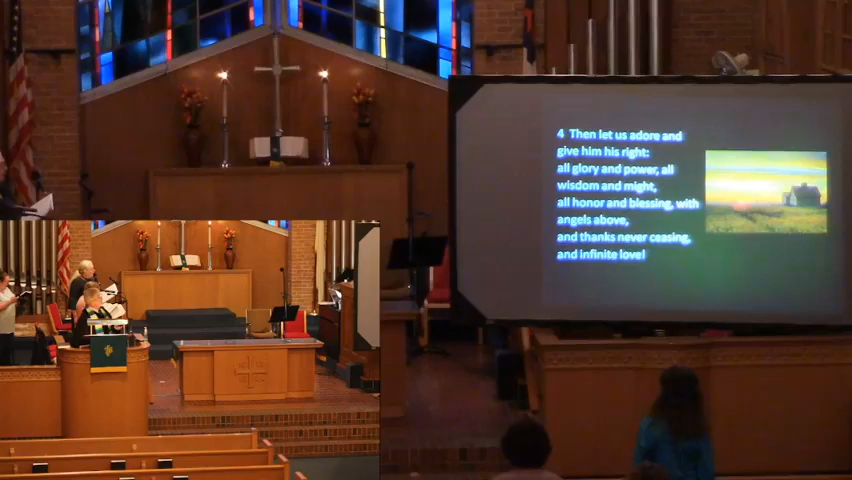 4 Then let us adore and
give him his right:
all glory and power, all
wisdom and might,
all honor and blessing, with
angels above,
and thanks never ceasing,
and infinite love!